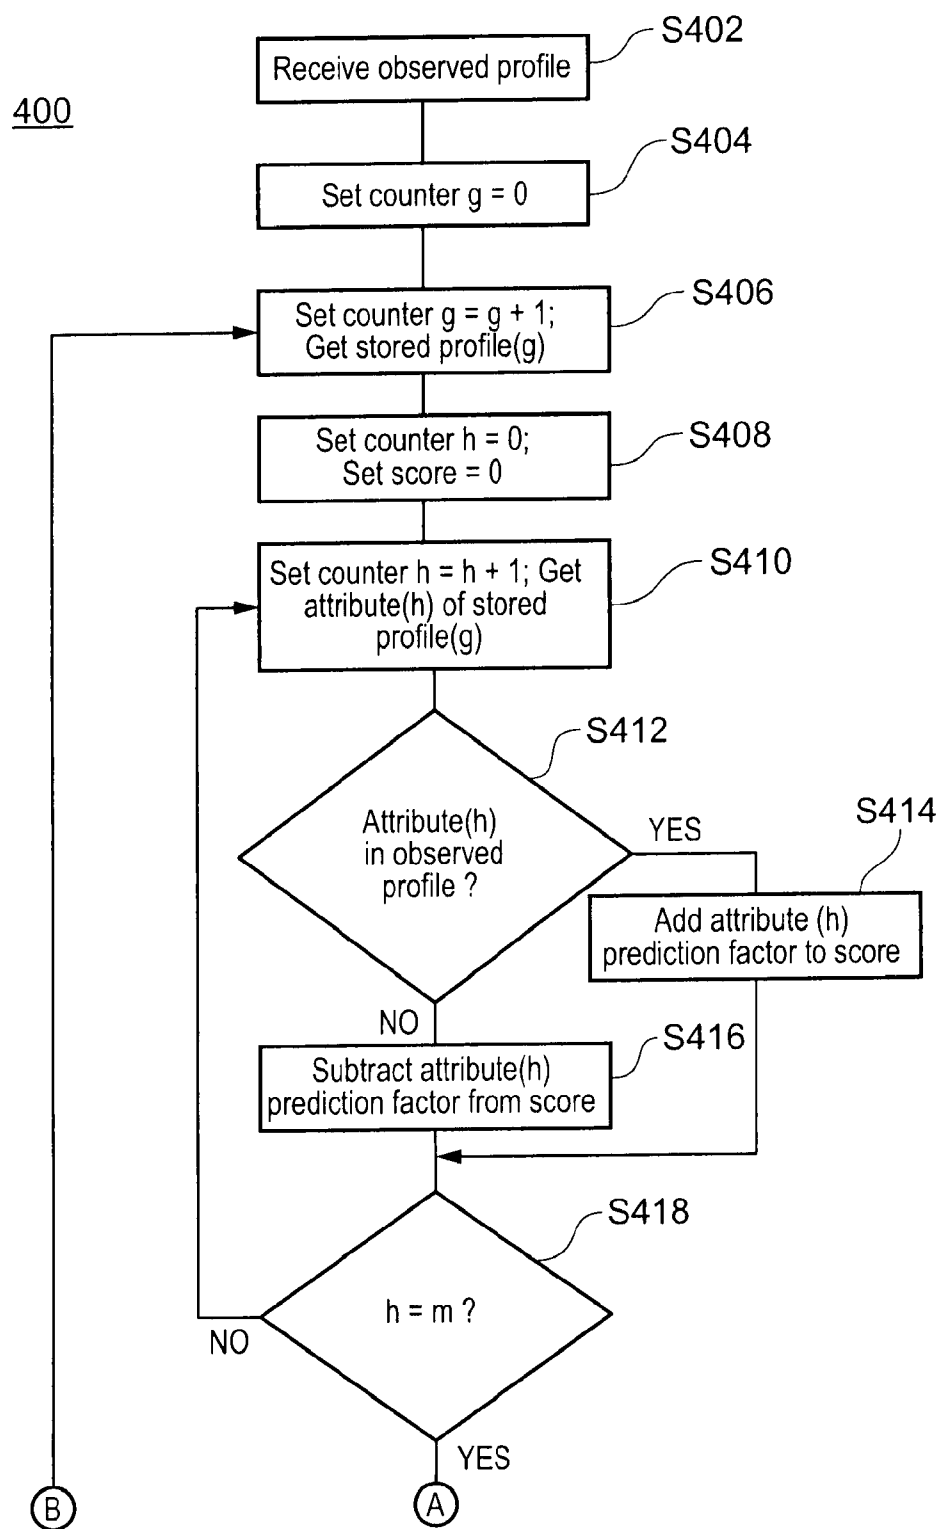 S402
Receive observed profile
400
S404
Set counter g = 0
S406
Set counter g = g + 1;
Get stored profile(g)
S408
Set counter h = 0;
Set score = 0
S410
Set counter h = h + 1; Get
attribute(h) of stored
profile(g)
S412
Attribute(h)
in observed
profile ?
YES
S414
Add attribute (h)
prediction factor to score
NO
S416
Subtract attribute(h)
prediction factor from score
S418
h = m ?
NO
YES
B
A